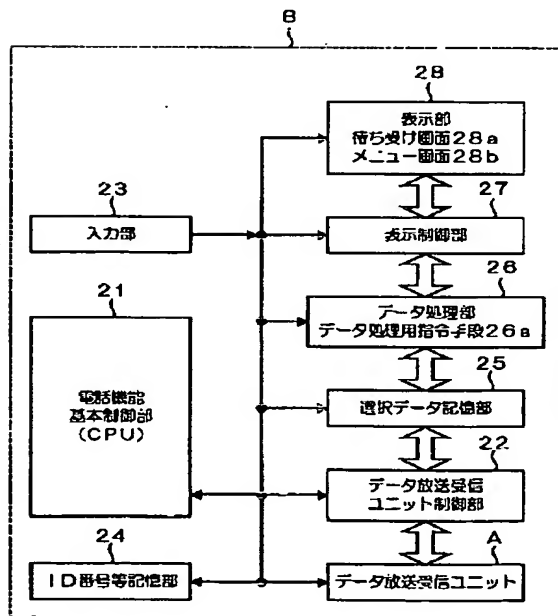 B
28
表示部
待ち受け画面28a
メニュー画面28b
23
入力部
27
表示制御部
26
データ処理部
データ処理用指令手段26a
21
電話機能
基本制御部
(CPU)
25
選択データ記憶部
22
データ放送受信
ユニット制御部
24
ID番号等記憶部
A
データ放送受信ユニット